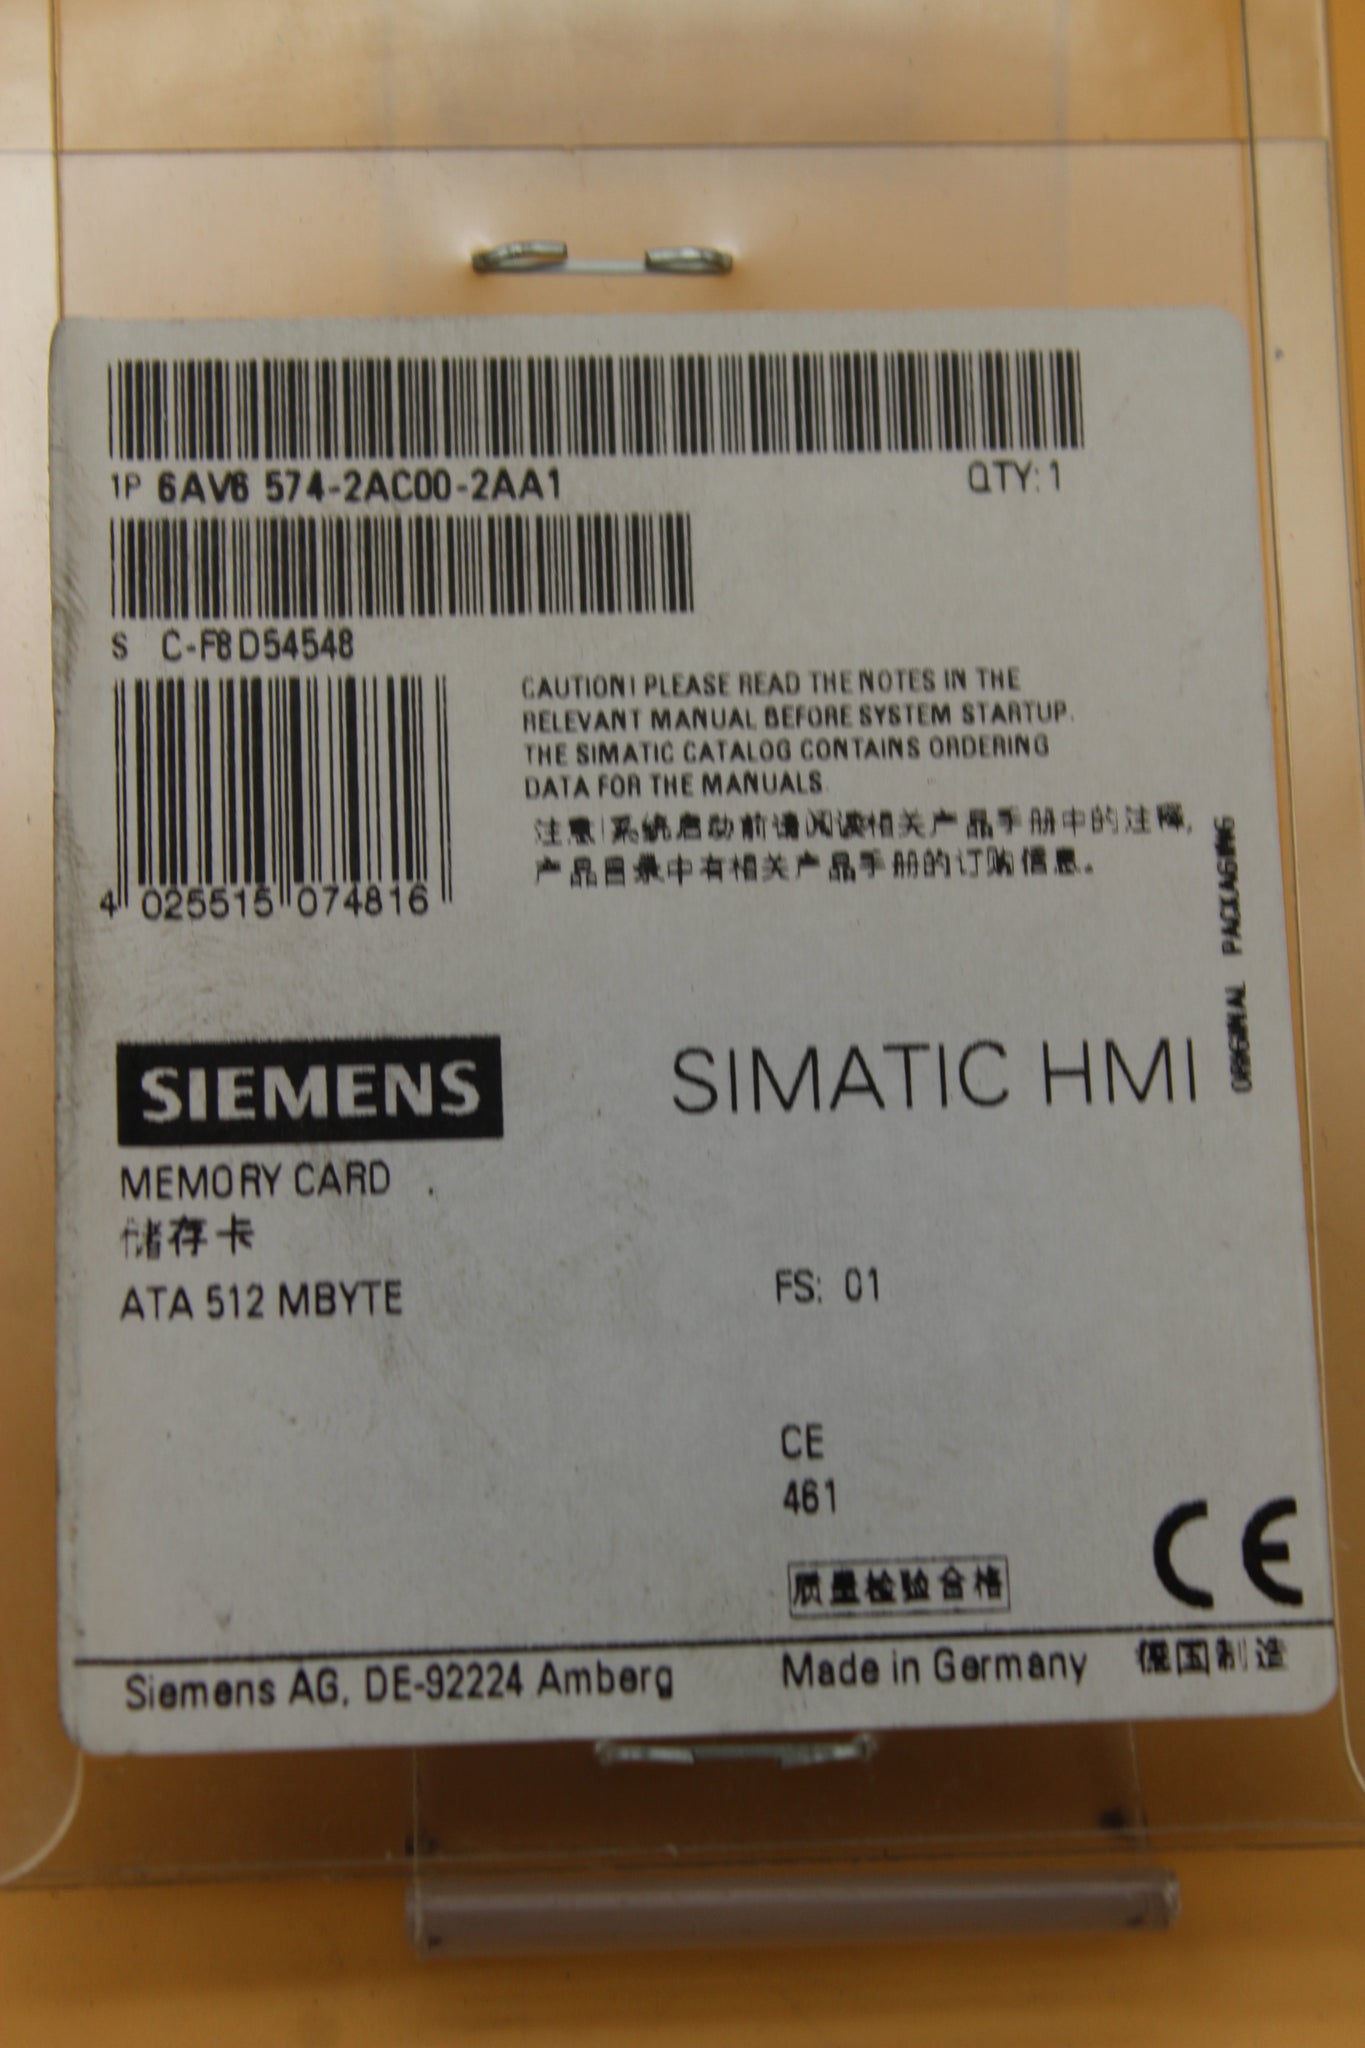 1P 6AV6 574-2AC00-2AA1 QTY: 1
S C-F8D54548
4 025515 074816
CAUTION! PLEASE READ THE NOTES IN THE
RELEVANT MANUAL BEFORE SYSTEM STARTUP.
THE SIMATIC CATALOG CONTAINS ORDERING
DATA FOR THE MANUALS.
注意!系统启动前请阅读相关产品手册中的注释,
产品目录中有相关产品手册的订购信息。
ORIGINAL PACKAGING
SIEMENS
SIMATIC HMI
MEMORY CARD
储存卡
ATA 512 MBYTE
FS: 01
CE
461
质量检验合格
CE
Siemens AG, DE-92224 Amberg
Made in Germany 德国制造